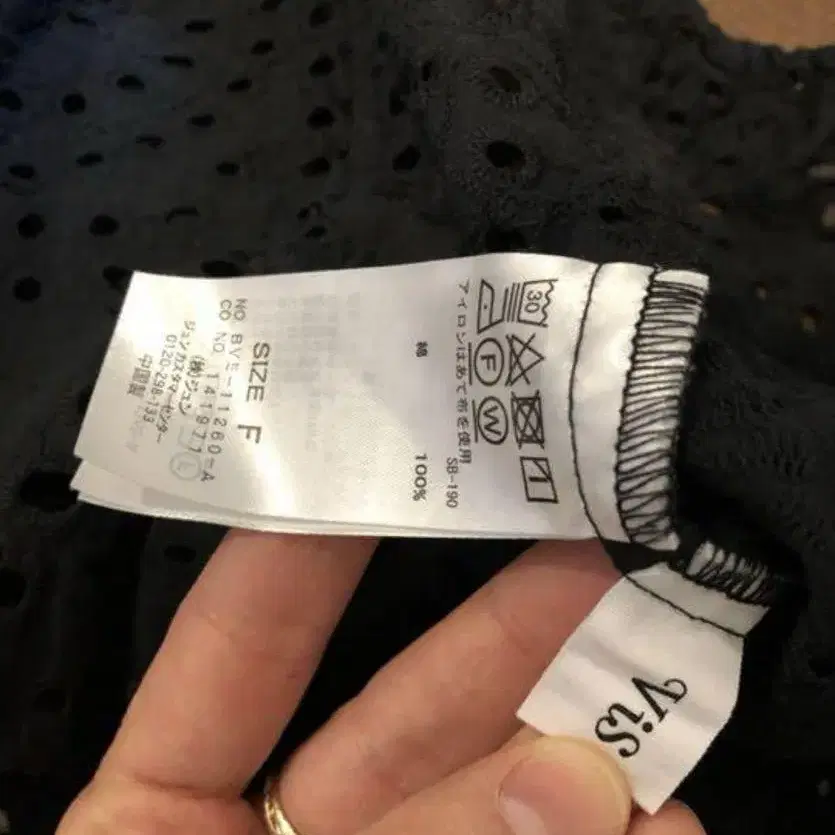 30
F W
アイロンはあて布を使用
SB-190
綿 100%
SIZE F
NO. BVS-11260-A
CO NO. 141977
(株)ジュン
ジュンカスタマーセンター
0120-298-133
中国製
L
ViS